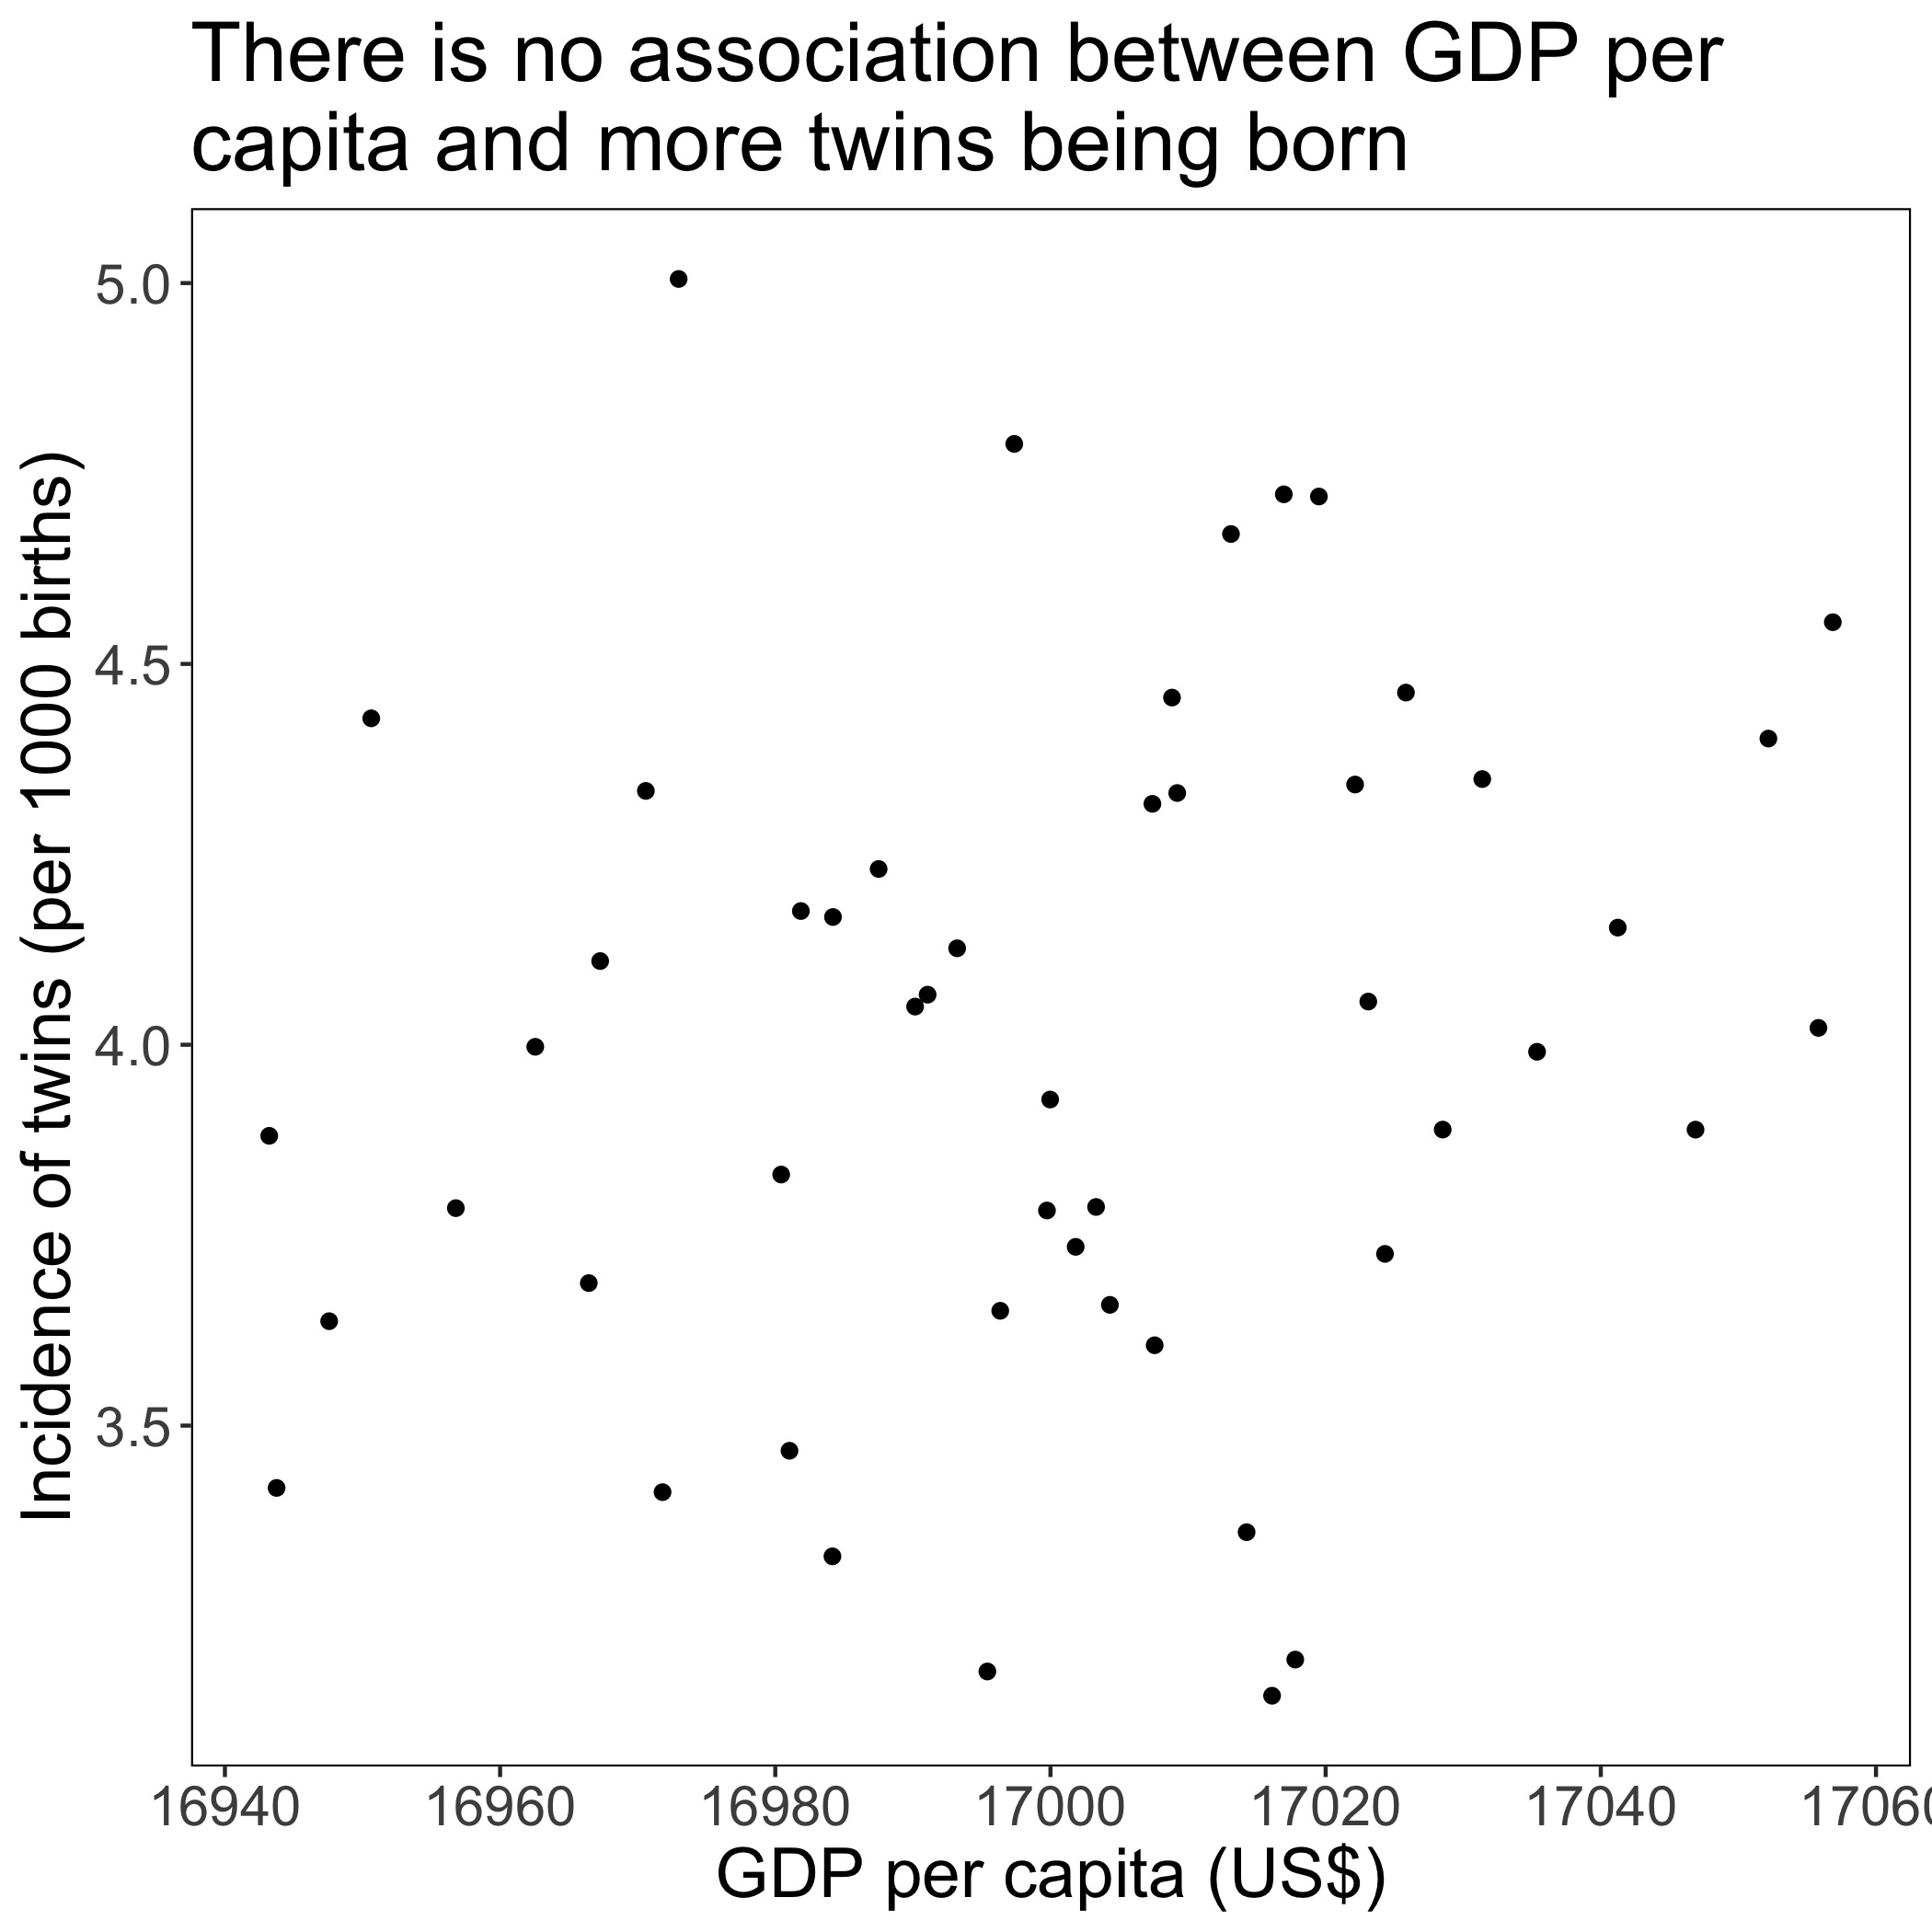 There is no association between GDP per
capita and more twins being born
Incidence of twins (per 1000 births)
5.0
4.5
4.0
3.5
16940 16960 16980 17000 17020 17040 17060
GDP per capita (US$)